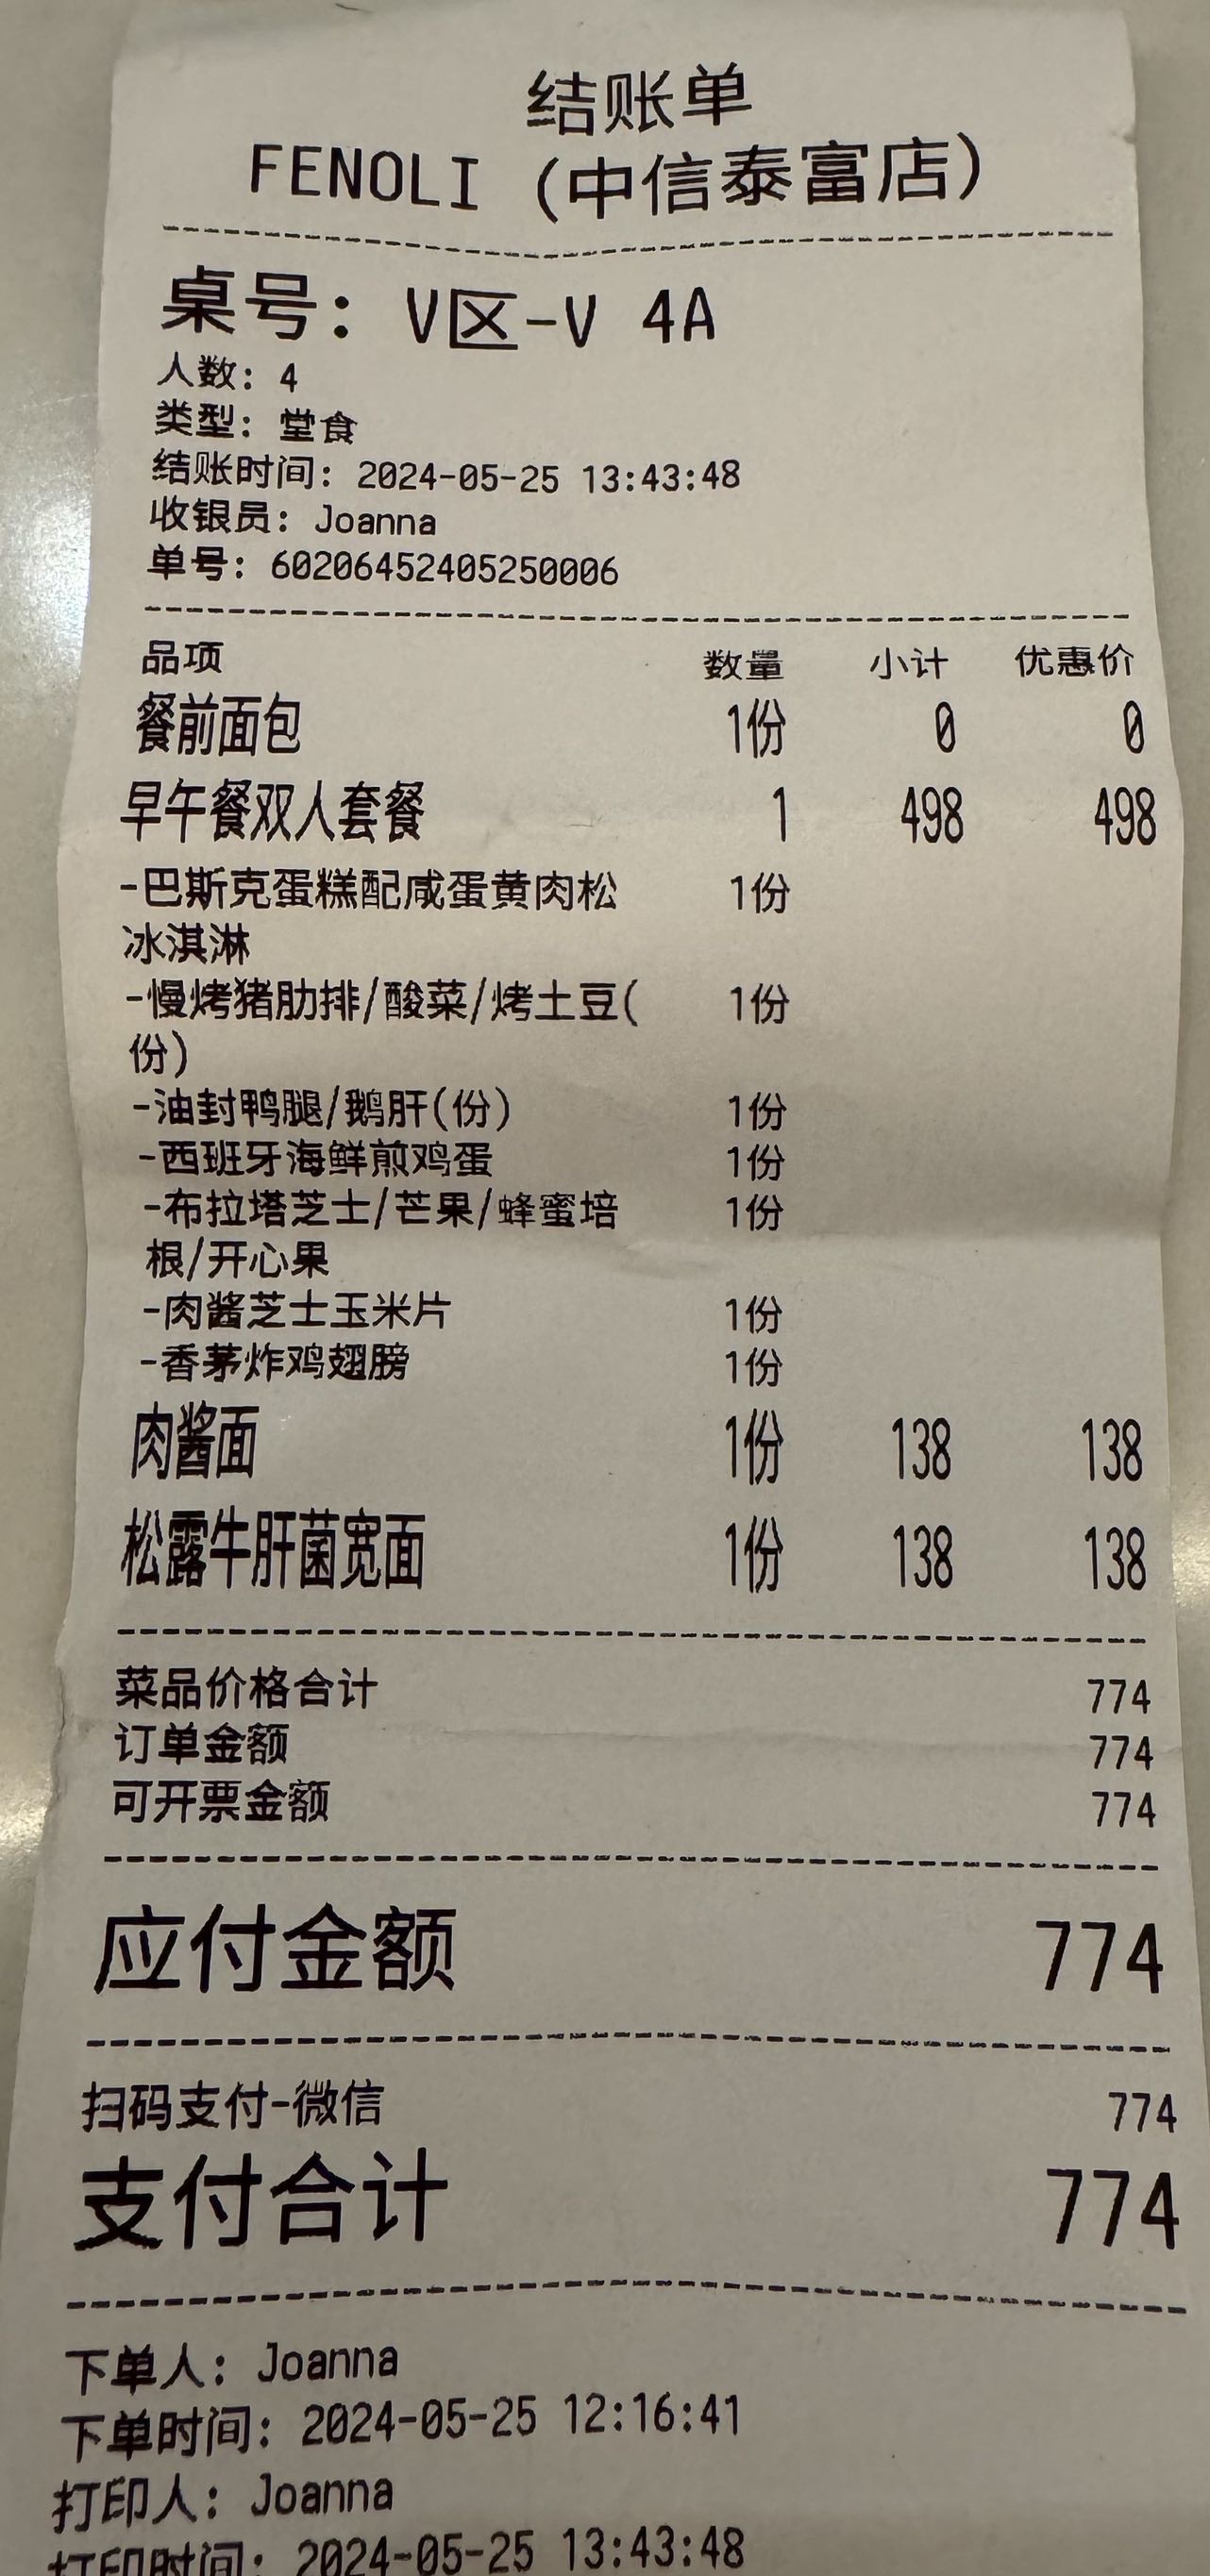 结账单
FENOLI (中信泰富店)
桌号: V区-V 4A
人数: 4
类型: 堂食
结账时间: 2024-05-25 13:43:48
收银员: Joanna
单号: 60206452405250006
品项 数量 小计 优惠价
餐前面包 1份 0 0
早午餐双人套餐 1 498 498
-巴斯克蛋糕配咸蛋黄肉松 1份
冰淇淋
-慢烤猪肋排/酸菜/烤土豆( 1份
份)
-油封鸭腿/鹅肝(份) 1份
-西班牙海鲜煎鸡蛋 1份
-布拉塔芝士/芒果/蜂蜜培 1份
根/开心果
-肉酱芝士玉米片 1份
-香茅炸鸡翅膀 1份
肉酱面 1份 138 138
松露牛肝菌宽面 1份 138 138
菜品价格合计 774
订单金额 774
可开票金额 774
应付金额 774
扫码支付-微信 774
支付合计 774
下单人: Joanna
下单时间: 2024-05-25 12:16:41
打印人: Joanna
打印时间: 2024-05-25 13:43:48